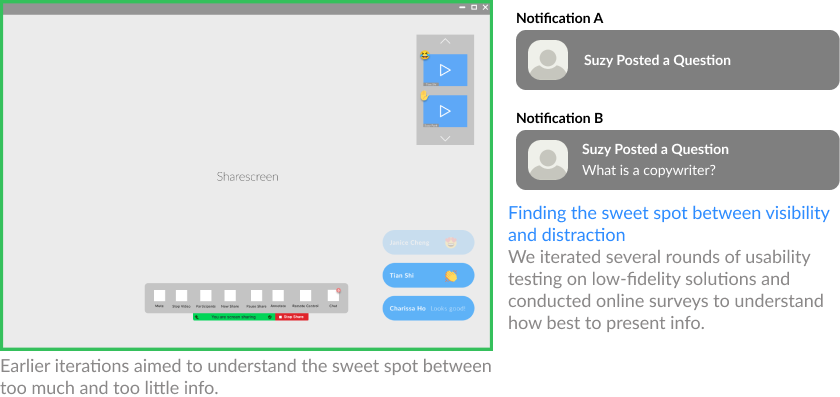 Sharescreen
Justin Chang
Tian Shi
Charissa Ho Looks good!
Mute Stop Video Participants New Share Pause Share Annotate Remote Control Chat
You are screen sharing Stop Share
Earlier iterations aimed to understand the sweet spot between
too much and too little info.
Notification A
Suzy Posted a Question
Notification B
Suzy Posted a Question
What is a copywriter?
Finding the sweet spot between visibility
and distraction
We iterated several rounds of usability
testing on low-fidelity solutions and
conducted online surveys to understand
how best to present info.